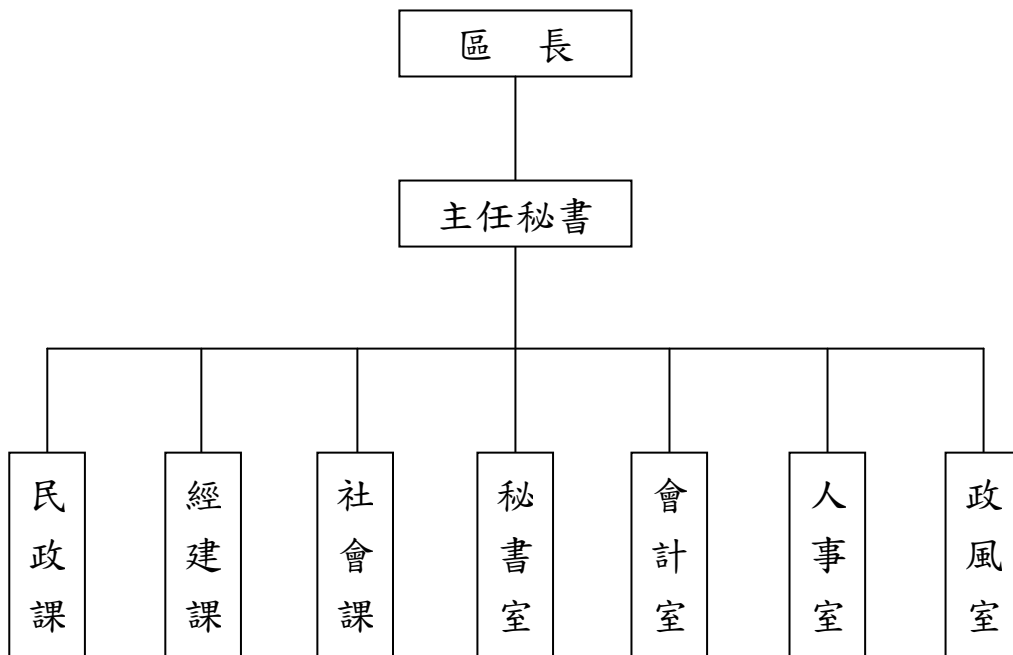 區 長
主任秘書
民政課
經建課
社會課
秘書室
會計室
人事室
政風室